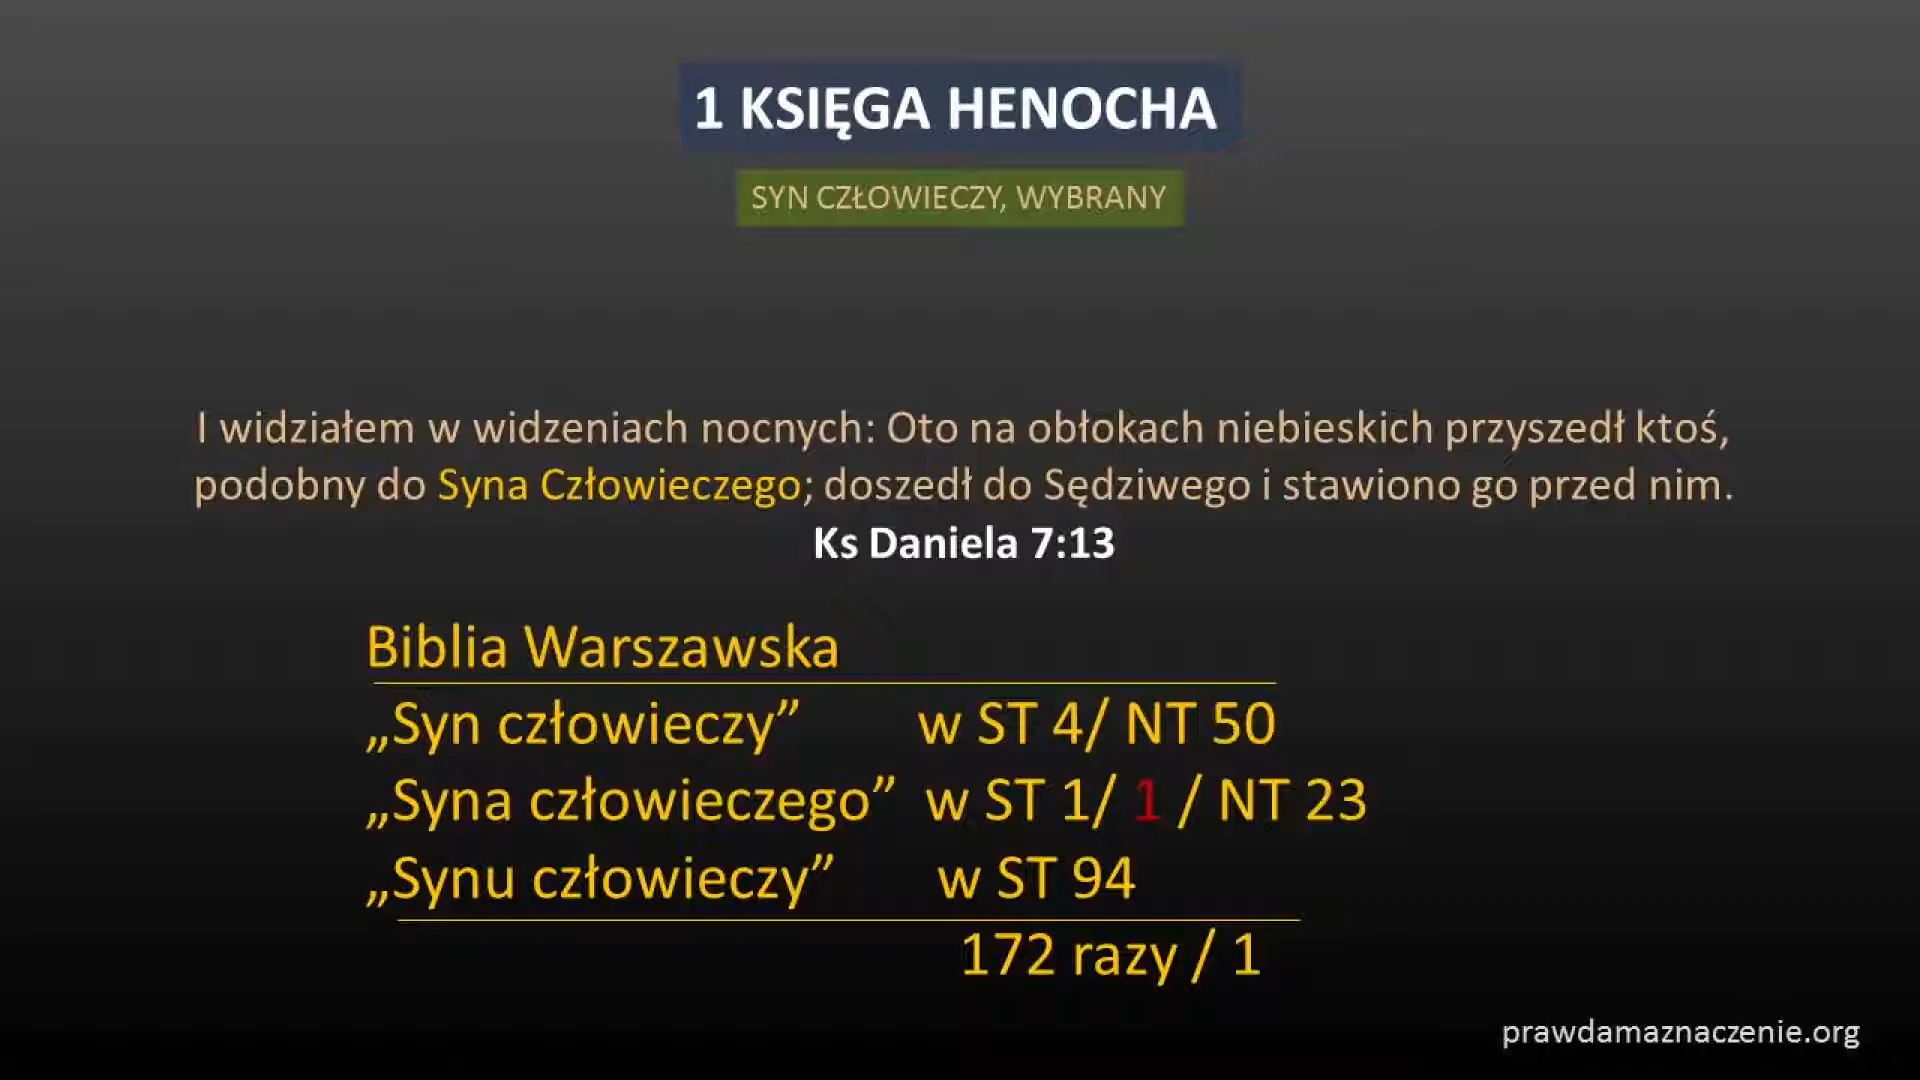 1 KSIĘGA HENOCHA
SYN CZŁOWIECZY, WYBRANY
I widziałem w widzeniach nocnych: Oto na obłokach niebieskich przyszedł ktoś,
podobny do Syna Człowieczego; doszedł do Sędziwego i stawiono go przed nim.
Ks Daniela 7:13
Biblia Warszawska
„Syn człowieczy” w ST 4/ NT 50
„Syna człowieczego” w ST 1/ 1 / NT 23
„Synu człowieczy” w ST 94
172 razy / 1
prawdamaznaczenie.org